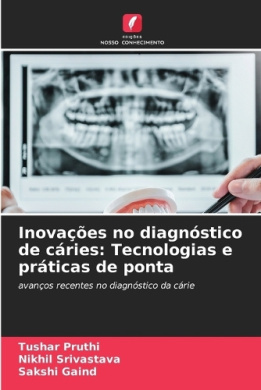 edições
NOSSO CONHECIMENTO
Inovações no diagnóstico
de cáries: Tecnologias e
práticas de ponta
avanços recentes no diagnóstico da cárie
Tushar Pruthi
Nikhil Srivastava
Sakshi Gaind